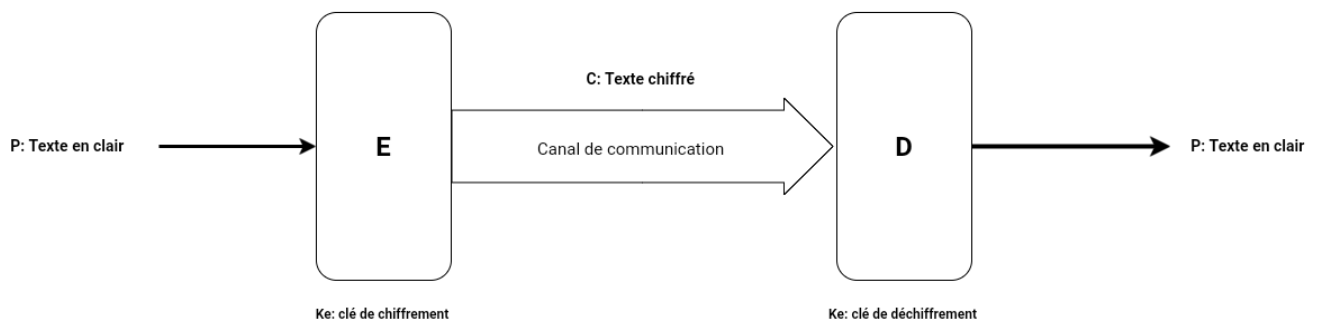 C: Texte chiffré
P: Texte en clair
E
Canal de communication
D
P: Texte en clair
Ke: clé de chiffrement
Ke: clé de déchiffrement